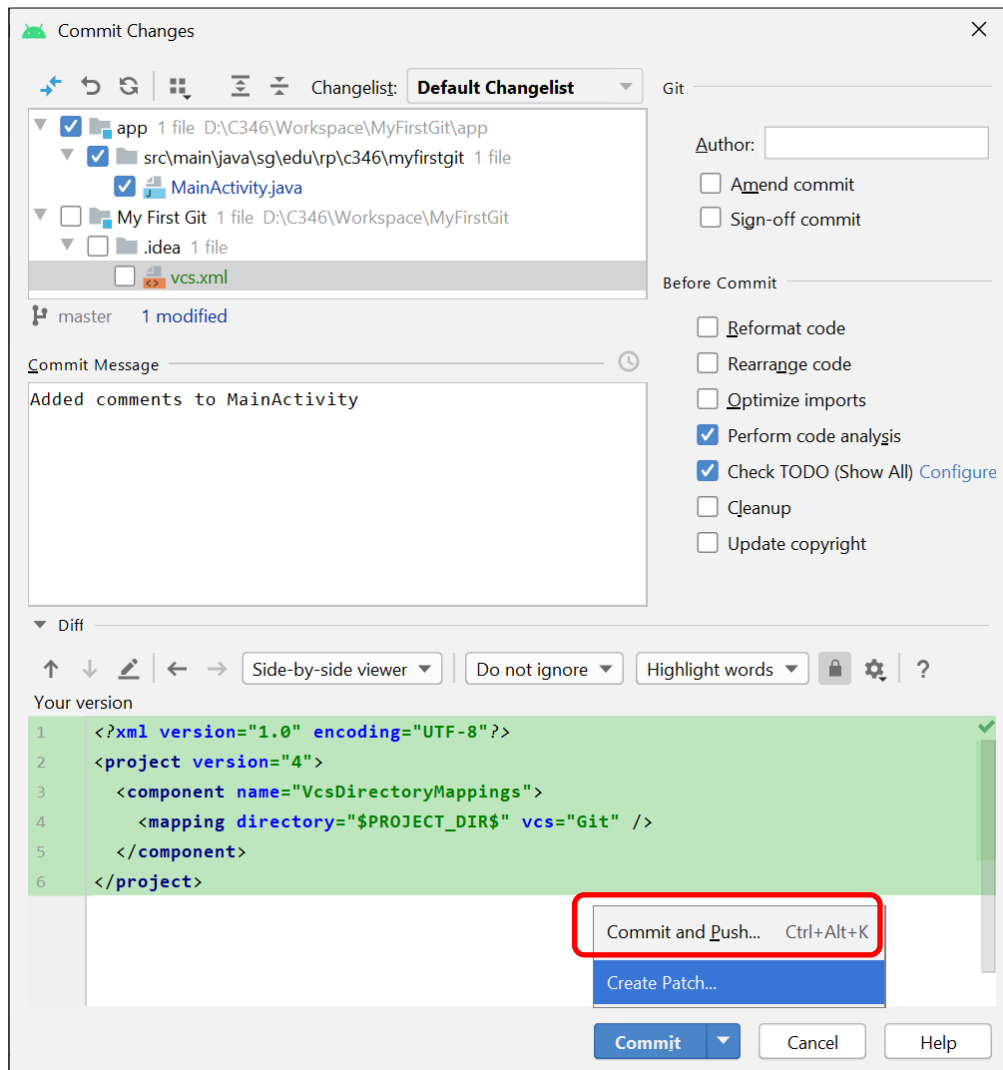 Commit Changes
Changelist: Default Changelist
Git
app 1 file D:\C346\Workspace\MyFirstGit\app
src\main\java\sg\edu\rp\c346\myfirstgit 1 file
MainActivity.java
My First Git 1 file D:\C346\Workspace\MyFirstGit
.idea 1 file
vcs.xml
master 1 modified
Author:
Amend commit
Sign-off commit
Before Commit
Reformat code
Rearrange code
Optimize imports
Perform code analysis
Check TODO (Show All) Configure
Cleanup
Update copyright
Commit Message
Added comments to MainActivity
Diff
Side-by-side viewer Do not ignore Highlight words ?
Your version
1 <?xml version="1.0" encoding="UTF-8"?>
2 <project version="4">
3 <component name="VcsDirectoryMappings">
4 <mapping directory="$PROJECT_DIR$" vcs="Git" />
5 </component>
6 </project>
Commit and Push... Ctrl+Alt+K
Create Patch...
Commit Cancel Help